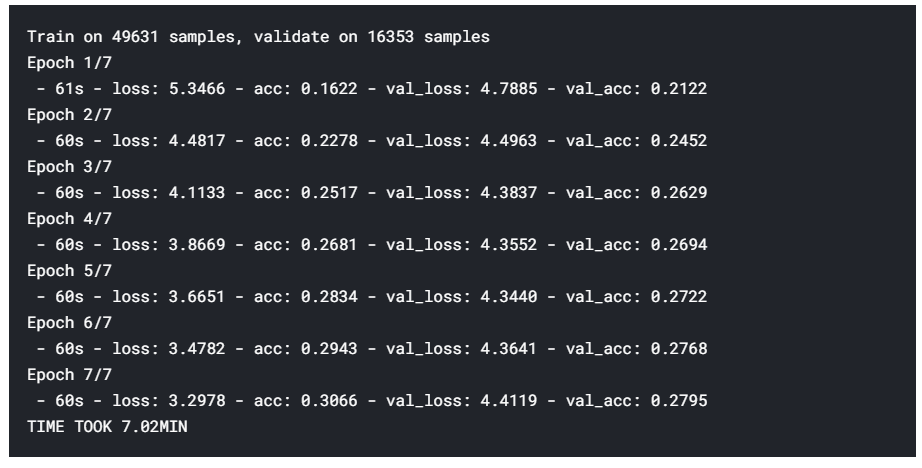 Train on 49631 samples, validate on 16353 samples
Epoch 1/7
- 61s - loss: 5.3466 - acc: 0.1622 - val_loss: 4.7885 - val_acc: 0.2122
Epoch 2/7
- 60s - loss: 4.4817 - acc: 0.2278 - val_loss: 4.4963 - val_acc: 0.2452
Epoch 3/7
- 60s - loss: 4.1133 - acc: 0.2517 - val_loss: 4.3837 - val_acc: 0.2629
Epoch 4/7
- 60s - loss: 3.8669 - acc: 0.2681 - val_loss: 4.3552 - val_acc: 0.2694
Epoch 5/7
- 60s - loss: 3.6651 - acc: 0.2834 - val_loss: 4.3440 - val_acc: 0.2722
Epoch 6/7
- 60s - loss: 3.4782 - acc: 0.2943 - val_loss: 4.3641 - val_acc: 0.2768
Epoch 7/7
- 60s - loss: 3.2978 - acc: 0.3066 - val_loss: 4.4119 - val_acc: 0.2795
TIME TOOK 7.02MIN